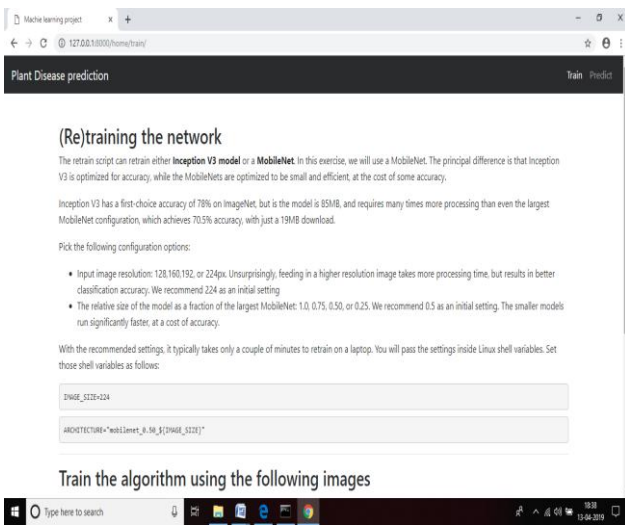 Machie learning project
127.0.0.1:8000/home/train/
Plant Disease prediction
Train Predict
(Re)training the network
The retrain script can retrain either Inception V3 model or a MobileNet. In this exercise, we will use a MobileNet. The principal difference is that Inception
V3 is optimized for accuracy, while the MobileNets are optimized to be small and efficient, at the cost of some accuracy.
Inception V3 has a first-choice accuracy of 78% on ImageNet, but is the model is 85MB, and requires many times more processing than even the largest
MobileNet configuration, which achieves 70.5% accuracy, with just a 19MB download.
Pick the following configuration options:
Input image resolution: 128,160,192, or 224px. Unsurprisingly, feeding in a higher resolution image takes more processing time, but results in better
classification accuracy. We recommend 224 as an initial setting
The relative size of the model as a fraction of the largest MobileNet: 1.0, 0.75, 0.50, or 0.25. We recommend 0.5 as an initial setting. The smaller models
run significantly faster, at a cost of accuracy.
With the recommended settings, it typically takes only a couple of minutes to retrain on a laptop. You will pass the settings inside Linux shell variables. Set
those shell variables as follows:
IMAGE_SIZE=224
ARCHITECTURE="mobilenet_0.50_${IMAGE_SIZE}"
Train the algorithm using the following images
Type here to search
18:38
13-04-2019